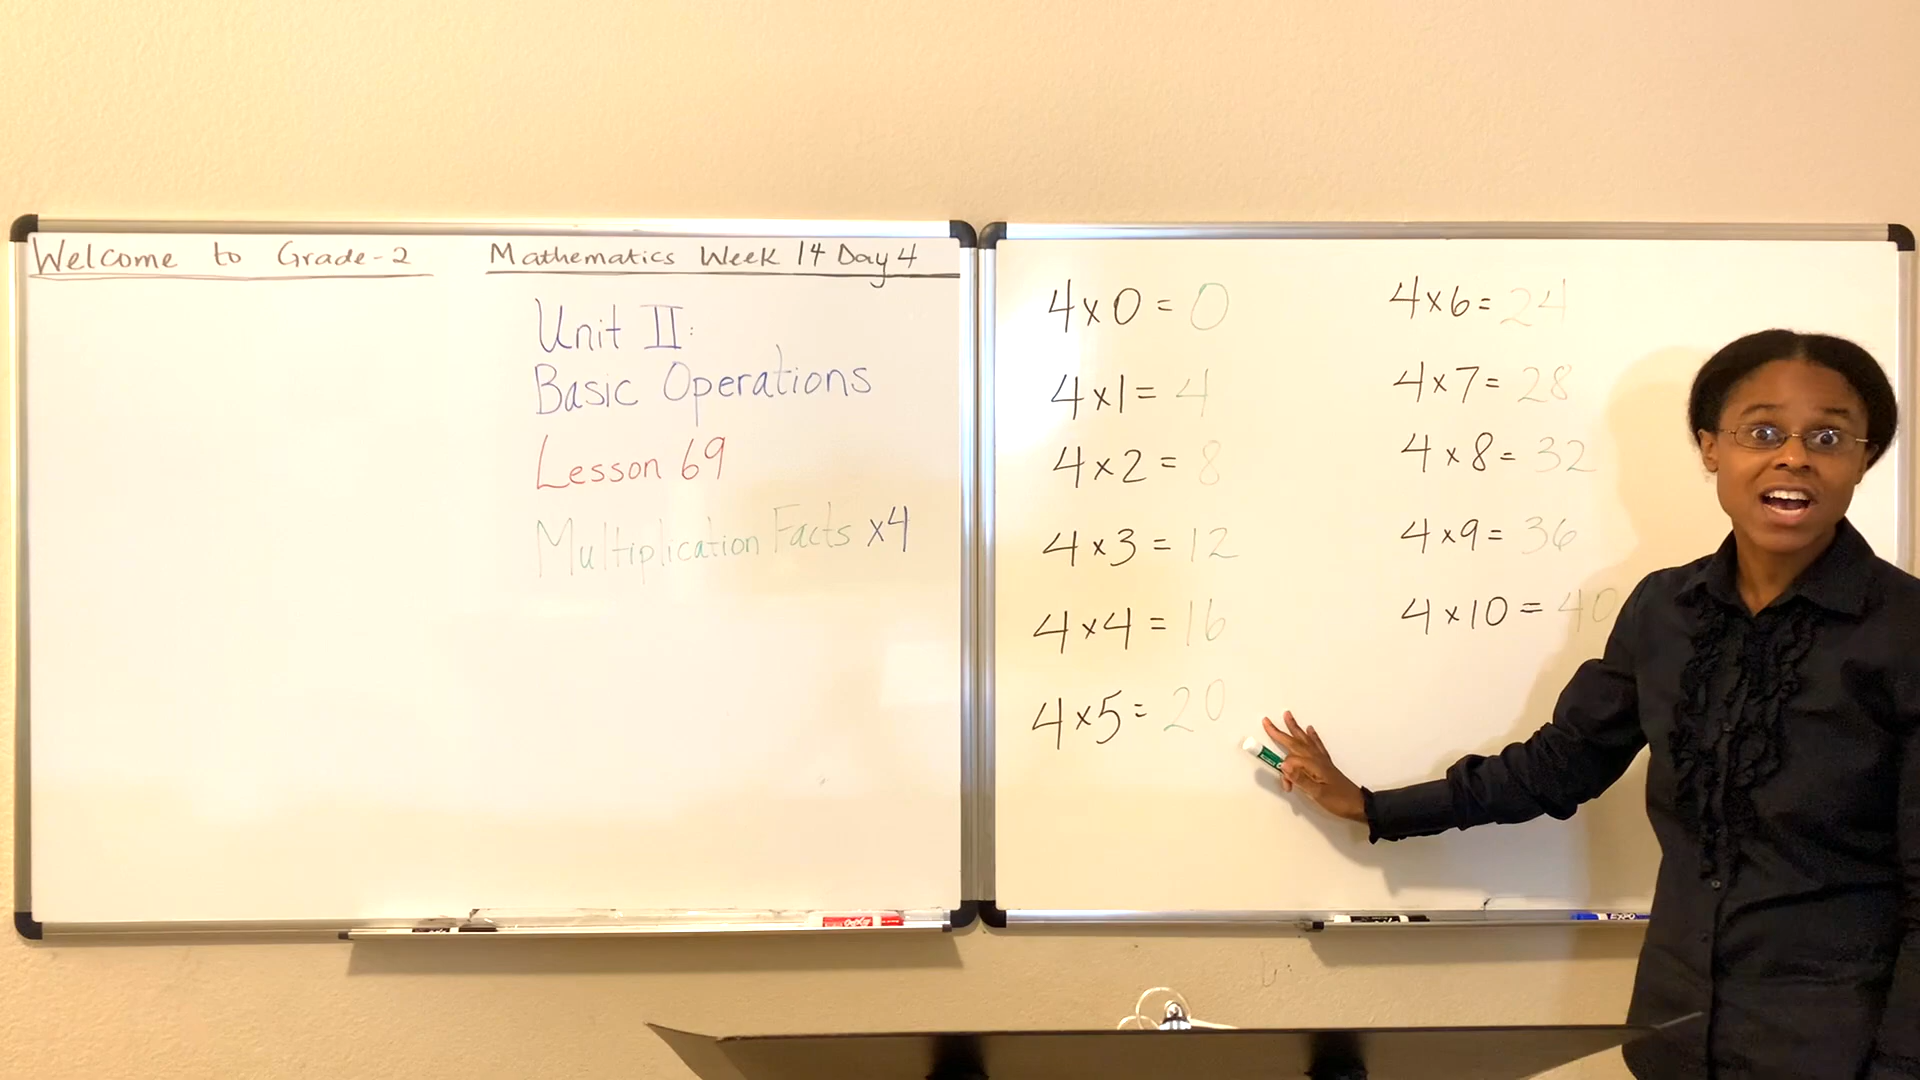 Welcome to Grade-2 Mathematics Week 14 Day 4
Unit II:
Basic Operations
Lesson 69
Multiplication Facts x4
4x0=0
4x1=4
4x2=8
4x3=12
4x4=16
4x5=20
4x6=24
4x7=28
4x8=32
4x9=36
4x10=40
EXPO